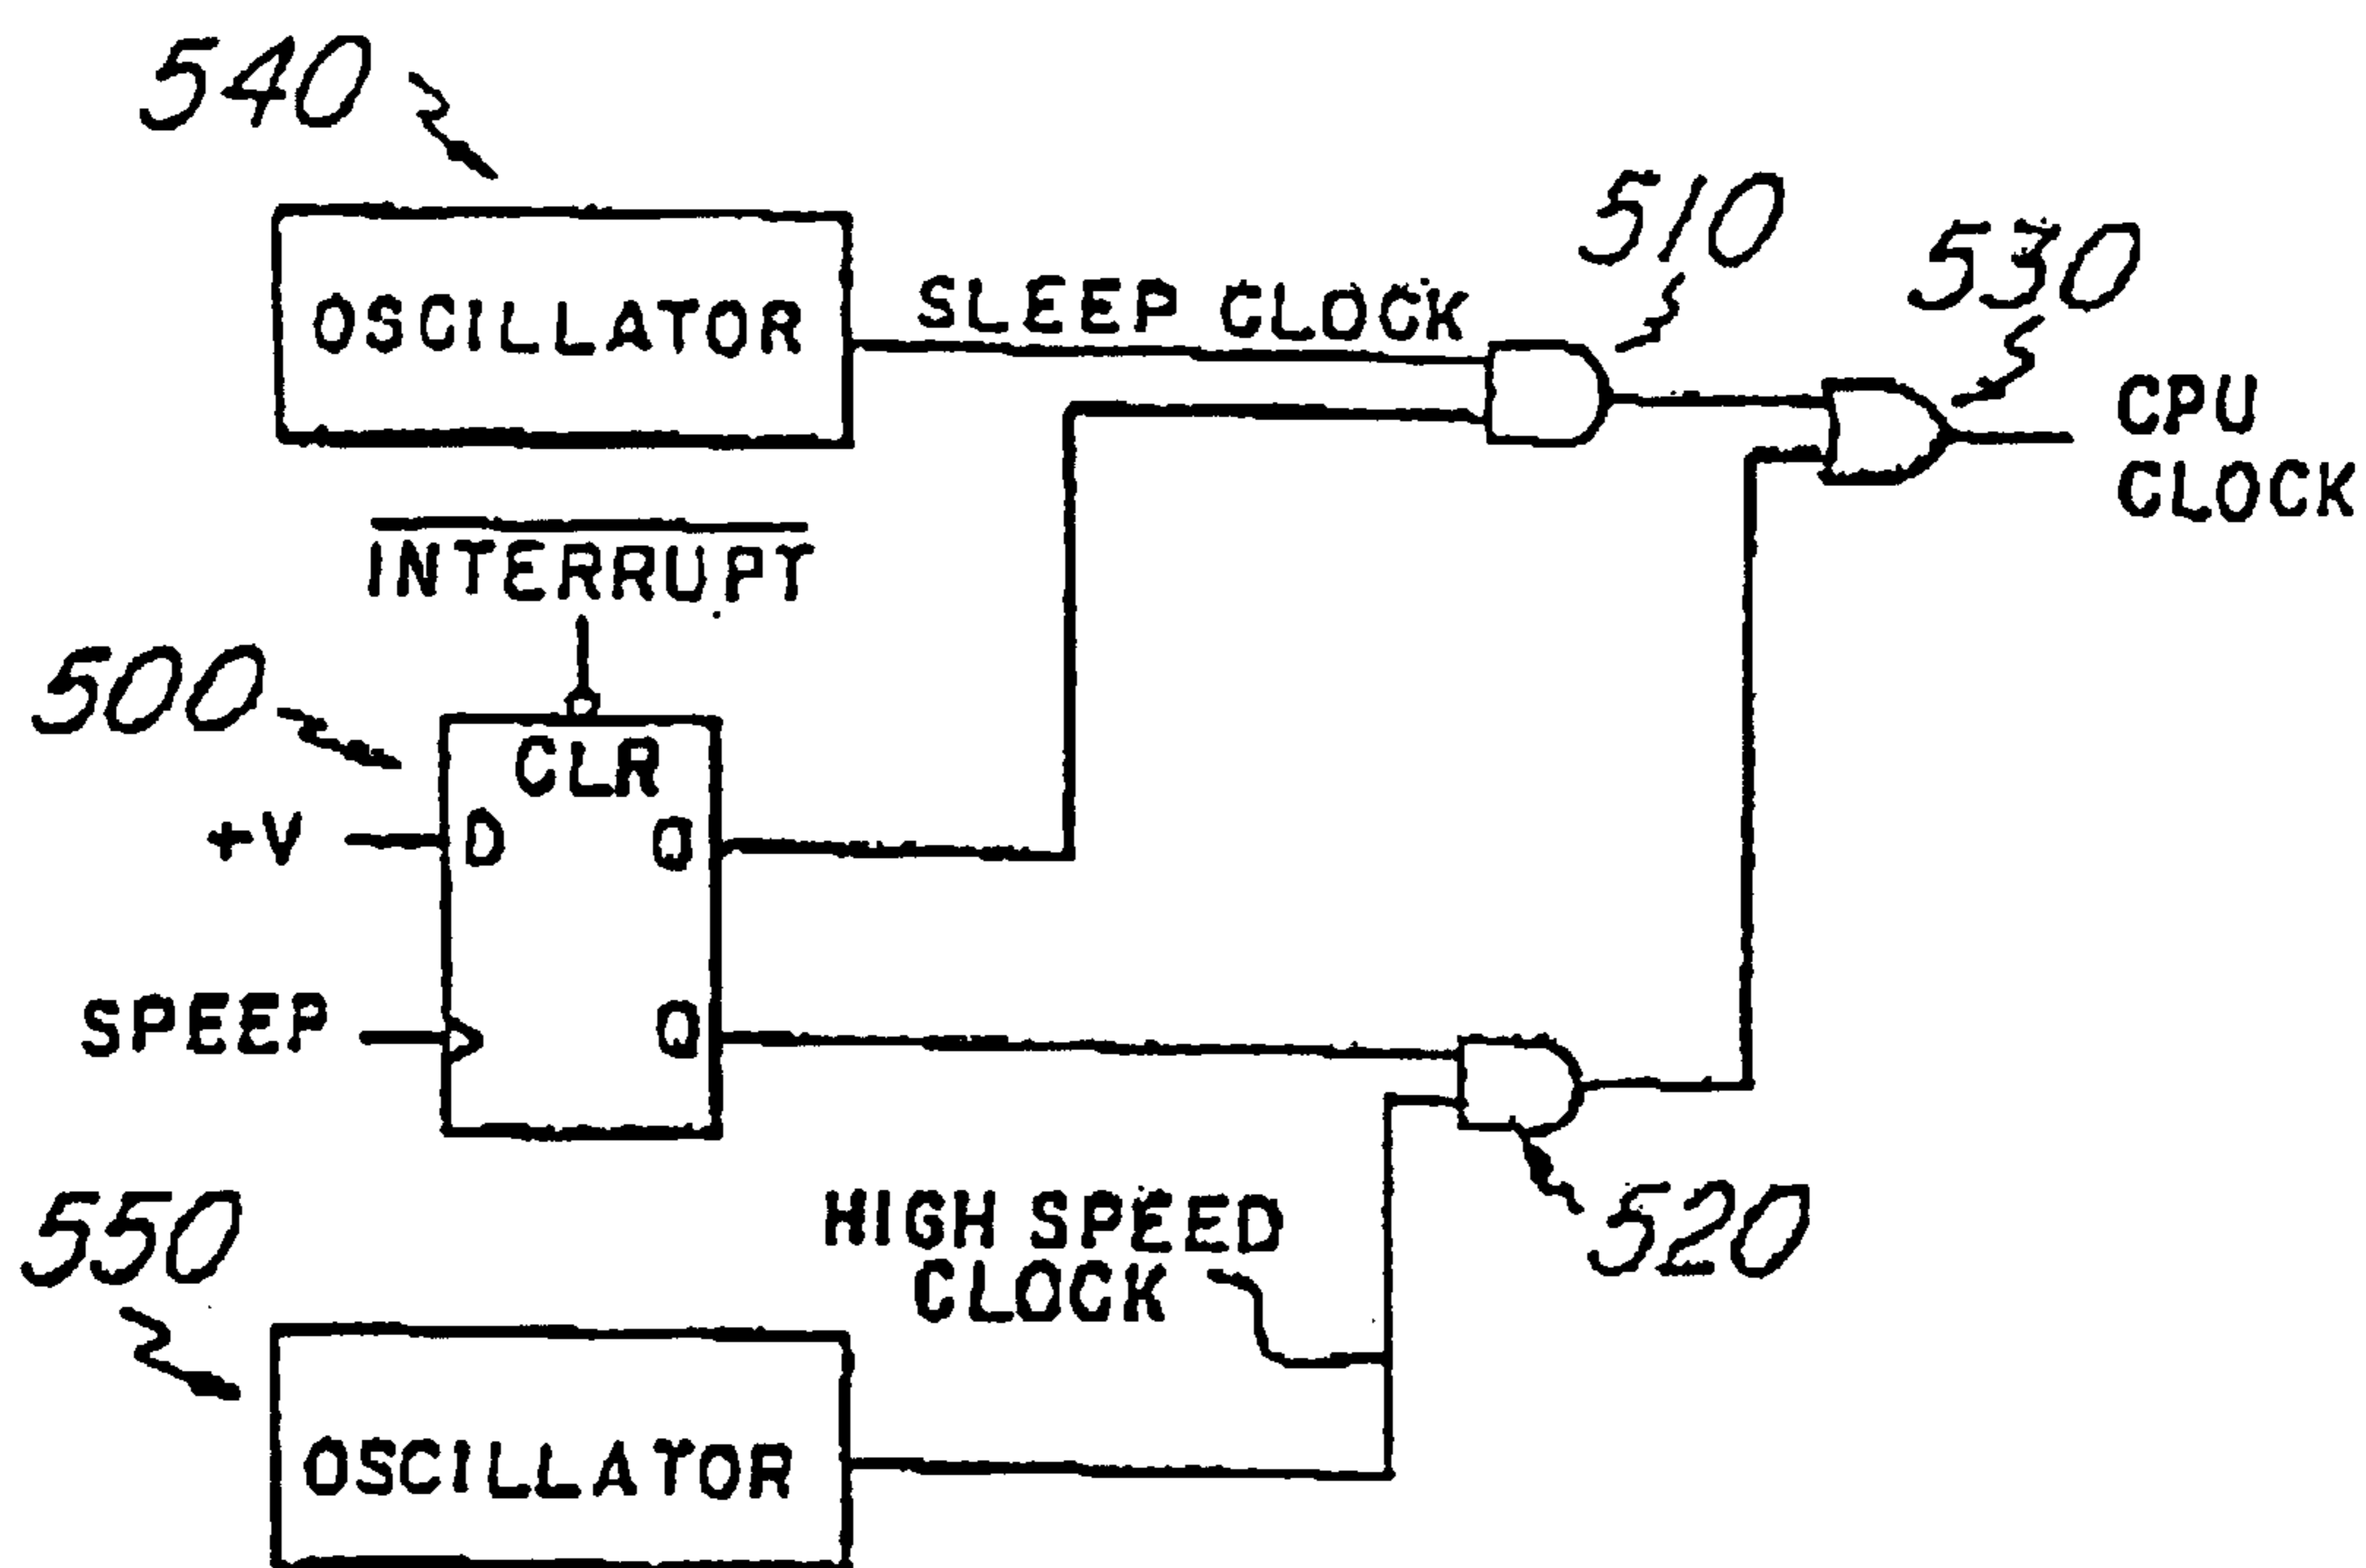 540
510
530
OSCILLATOR
SLEEP CLOCK
CPU
CLOCK
INTERRUPT
500
CLR
+V
D
Q
SPEEP
Q
520
550
HIGH SPEED
CLOCK
OSCILLATOR